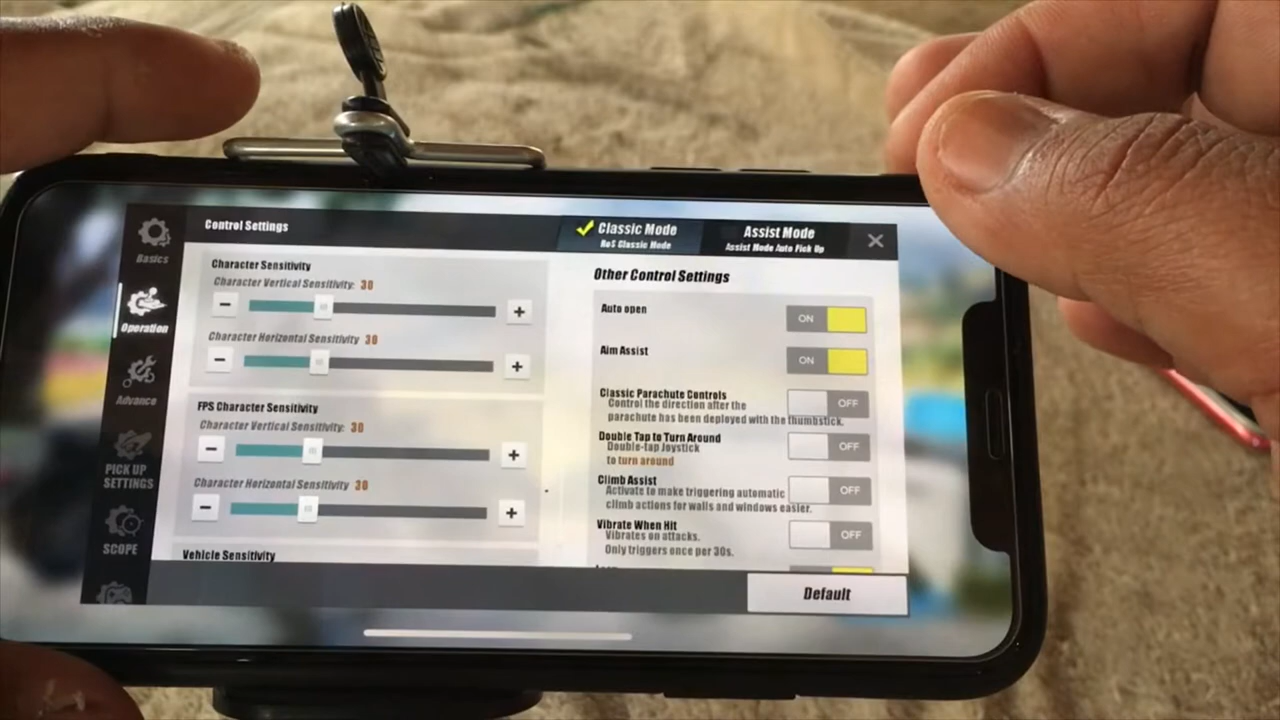 Basics
Operation
Advance
PICK UP
SETTINGS
SCOPE
Control Settings
Classic Mode
RoS Classic Mode
Assist Mode
Assist Mode Auto Pick Up
Character Sensitivity
Character Vertical Sensitivity: 30
Character Horizontal Sensitivity 30
FPS Character Sensitivity
Character Vertical Sensitivity: 30
Character Horizontal Sensitivity 30
Vehicle Sensitivity
Other Control Settings
Auto open
ON
Aim Assist
ON
Classic Parachute Controls
Control the direction after the
parachute has been deployed with the thumbstick.
OFF
Double Tap to Turn Around
Double-tap Joystick
to turn around
OFF
Climb Assist
Activate to make triggering automatic
climb actions for walls and windows easier.
OFF
Vibrate When Hit
Vibrates on attacks.
Only triggers once per 30s.
OFF
Default